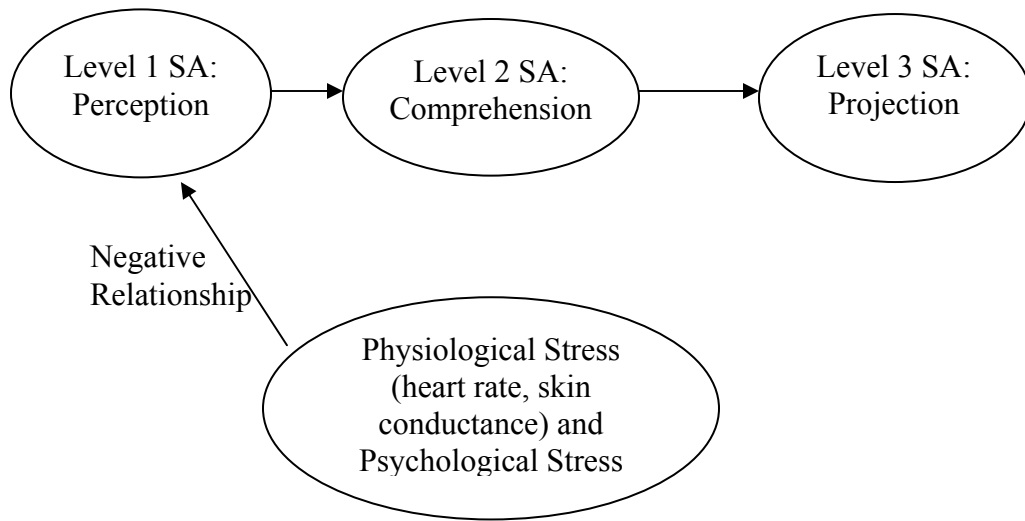 Level 1 SA:
Perception
Level 2 SA:
Comprehension
Level 3 SA:
Projection
Negative
Relationship
Physiological Stress
(heart rate, skin
conductance) and
Psychological Stress